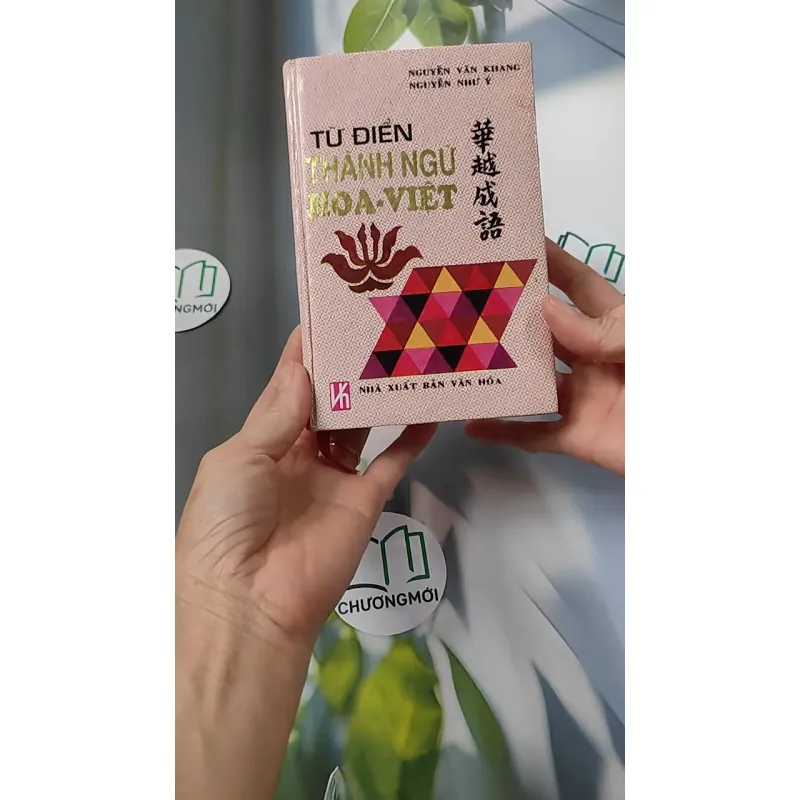 NGUYỄN VĂN KHANG
NGUYỄN NHƯ Ý
TỪ ĐIỂN
THÀNH NGỮ
HOA-VIỆT
華越成語
NHÀ XUẤT BẢN VĂN HÓA
ƯƠNGMỚI
CHƯƠNGMỚI